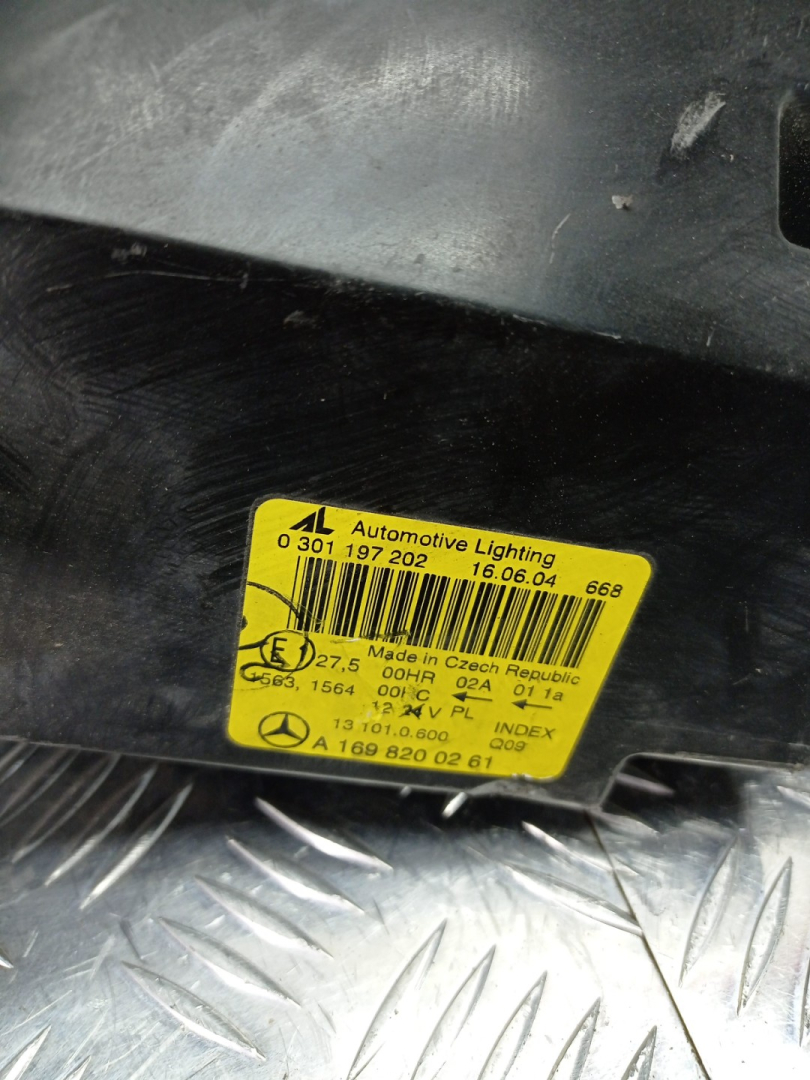 AL Automotive Lighting
0 301 197 202 16.06.04 668
Made in Czech Republic
E1 27,5 00HR 02A 01 1a
1563, 1564 00HC ← ←
12 V PL
13 101.0.600 INDEX
A 169 820 02 61 Q09